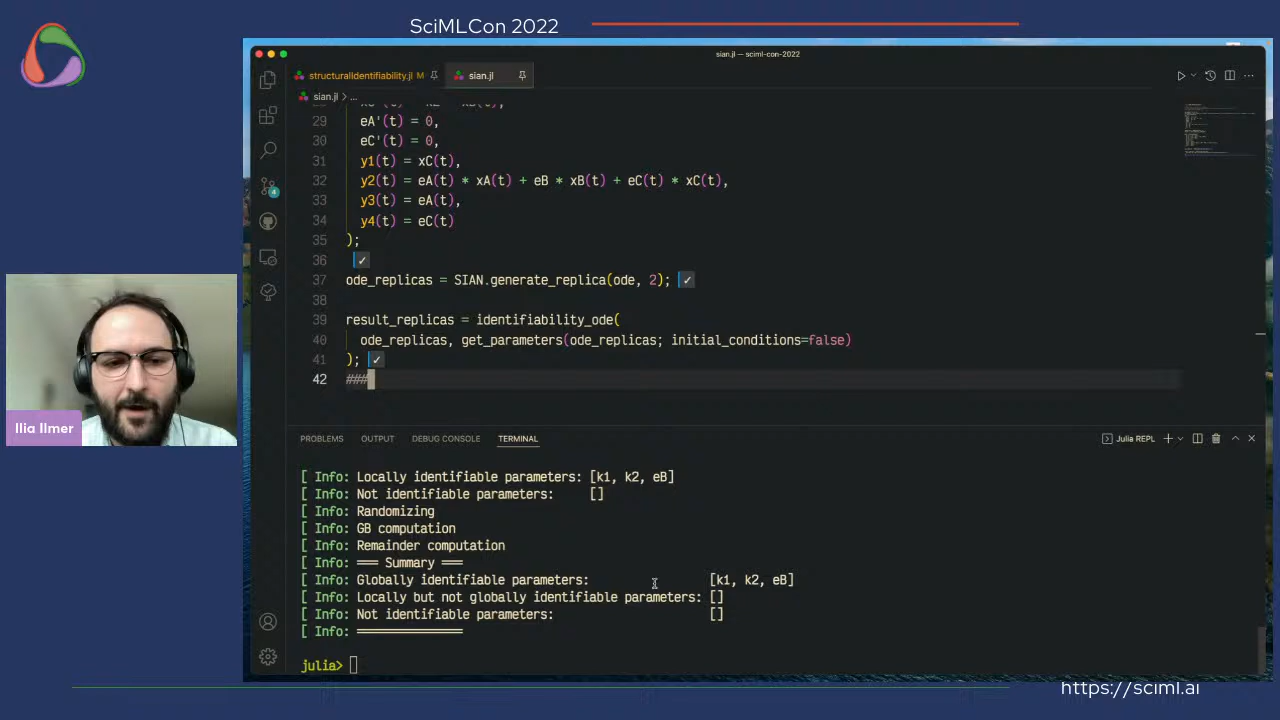 SciMLCon 2022
sian.jl — sciml-con-2022
structuralIdentifiability.jl M
sian.jl
sian.jl > ...
29 eA'(t) = 0,
30 eC'(t) = 0,
31 y1(t) = xC(t),
32 y2(t) = eA(t) * xA(t) + eB * xB(t) + eC(t) * xC(t),
33 y3(t) = eA(t),
34 y4(t) = eC(t)
35 );
36 ✓
37 ode_replicas = SIAN.generate_replica(ode, 2); ✓
38
39 result_replicas = identifiability_ode(
40 ode_replicas, get_parameters(ode_replicas; initial_conditions=false)
41 ); ✓
42 ###
4
Ilia Ilmer
PROBLEMS OUTPUT DEBUG CONSOLE TERMINAL
Julia REPL
[ Info: Locally identifiable parameters: [k1, k2, eB]
[ Info: Not identifiable parameters: []
[ Info: Randomizing
[ Info: GB computation
[ Info: Remainder computation
[ Info: === Summary ===
[ Info: Globally identifiable parameters: [k1, k2, eB]
[ Info: Locally but not globally identifiable parameters: []
[ Info: Not identifiable parameters: []
[ Info: ===============
julia>
https://sciml.ai